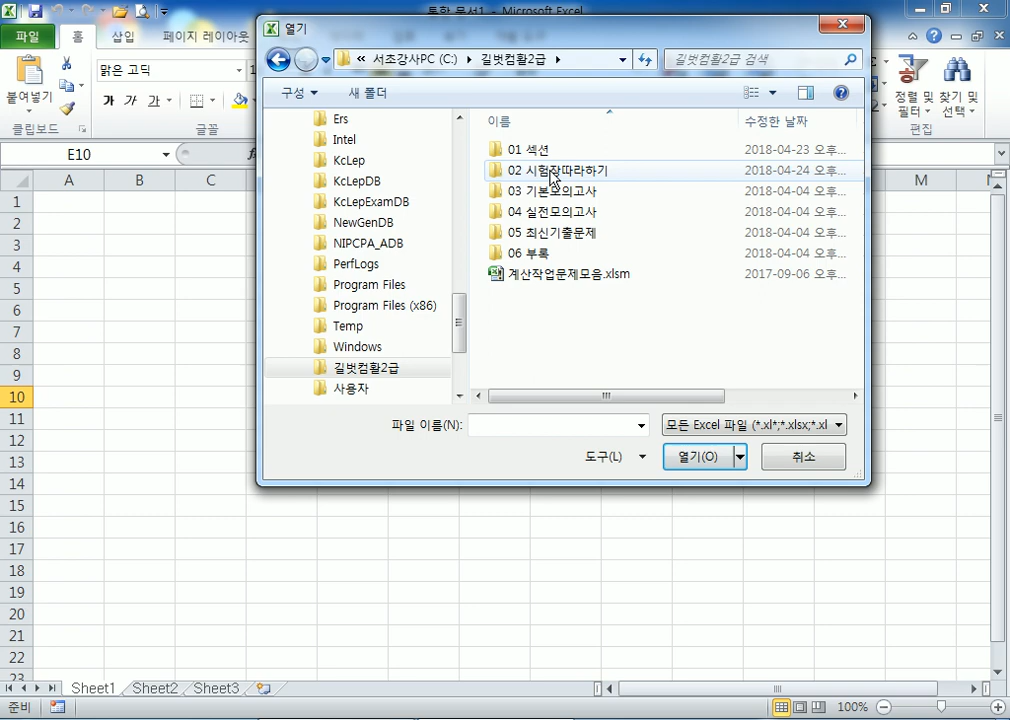 통합 문서1 - Microsoft Excel
열기
파일
홈
삽입
페이지 레이아웃
« 서초강사PC (C:) ▸ 길벗컴활2급 ▸
길벗컴활2급 검색
붙여넣기
맑은 고딕
구성
새 폴더
가 가 가
정렬 및 찾기 및
필터 선택
클립보드
글꼴
편집
Ers
이름
수정한 날짜
Intel
01 섹션
2018-04-23 오후...
E10
KcLep
02 시험장따라하기
2018-04-24 오후...
KcLepDB
03 기본모의고사
2018-04-04 오후...
A B C M
KcLepExamDB
04 실전모의고사
2018-04-04 오후...
NewGenDB
05 최신기출문제
2018-04-04 오후...
NIPCPA_ADB
06 부록
2018-04-04 오후...
PerfLogs
계산작업문제모음.xlsm
2017-09-06 오후...
Program Files
Program Files (x86)
Temp
Windows
길벗컴활2급
사용자
파일 이름(N):
모든 Excel 파일 (*.xl*;*.xlsx;*.xl
도구(L)
열기(O)
취소
1
2
3
4
5
6
7
8
9
10
11
12
13
14
15
16
17
18
19
20
21
22
23
Sheet1 Sheet2 Sheet3
준비
100%